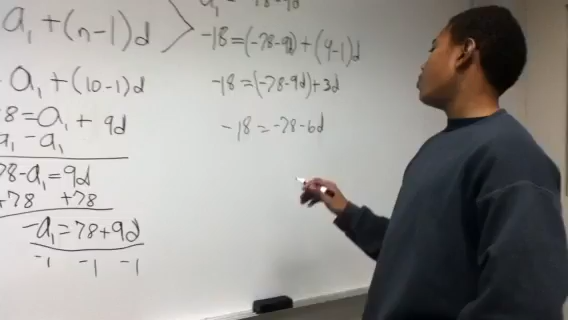 a₁+(n-1)d
a₁+(10-1)d
8=a₁+9d
a₁ -a₁
78-a₁=9d
+78 +78
-a₁=78+9d
-1 -1 -1
-18=(-78-9d)+(4-1)d
-18=(-78-9d)+3d
-18=-78-6d